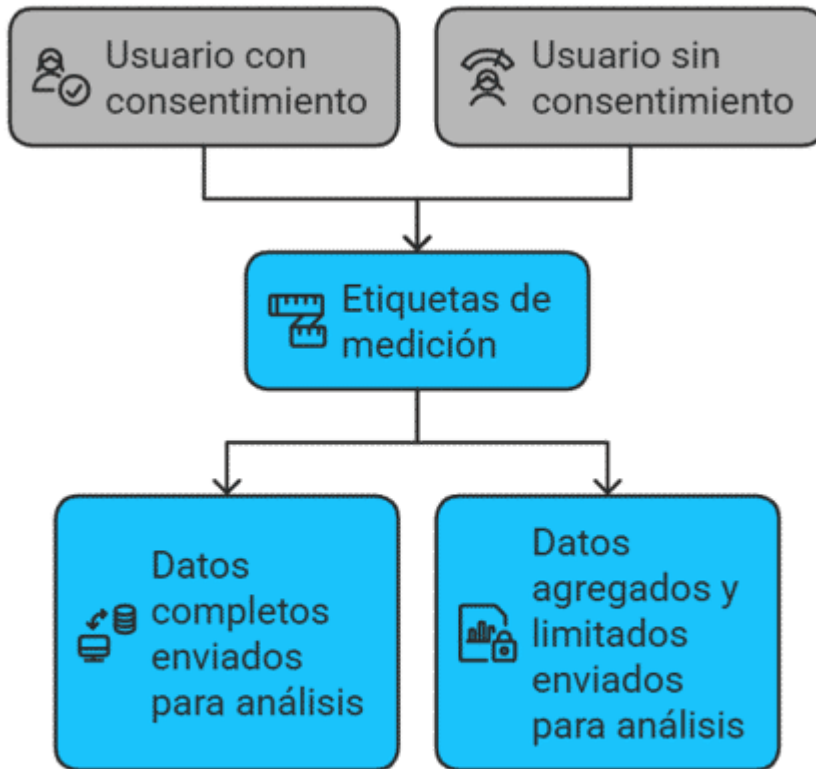 Usuario con
consentimiento
Usuario sin
consentimiento
Etiquetas de
medición
Datos
completos
enviados
para análisis
Datos
agregados y
limitados
enviados
para análisis